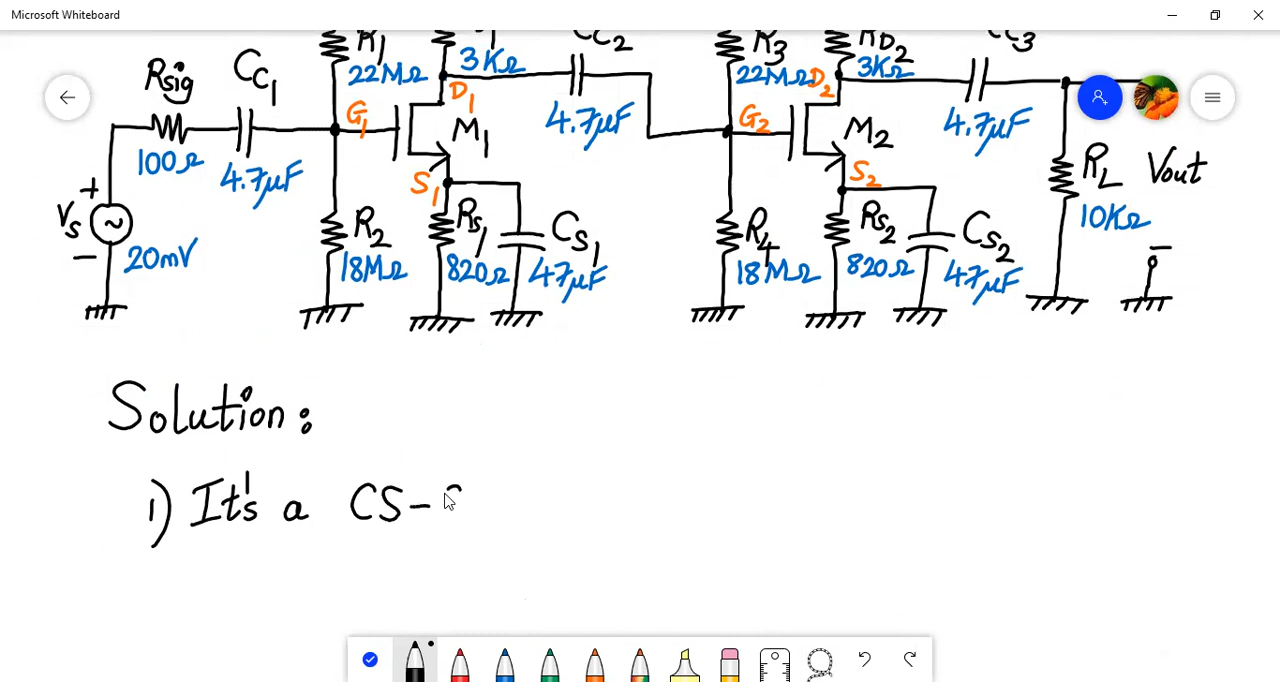 Microsoft Whiteboard
R1
22MΩ
3KΩ
CC2
R3
22MΩ
RD2
3KΩ
CC3
Rsig
CC1
G1
D1
M1
4.7μF
G2
D2
M2
4.7μF
100Ω
4.7μF
S1
S2
RL
Vout
+
Vs
–
20mV
R2
18MΩ
RS1
820Ω
CS1
47μF
R4
18MΩ
RS2
820Ω
CS2
47μF
10KΩ
–
Solution:
1) It's a CS-